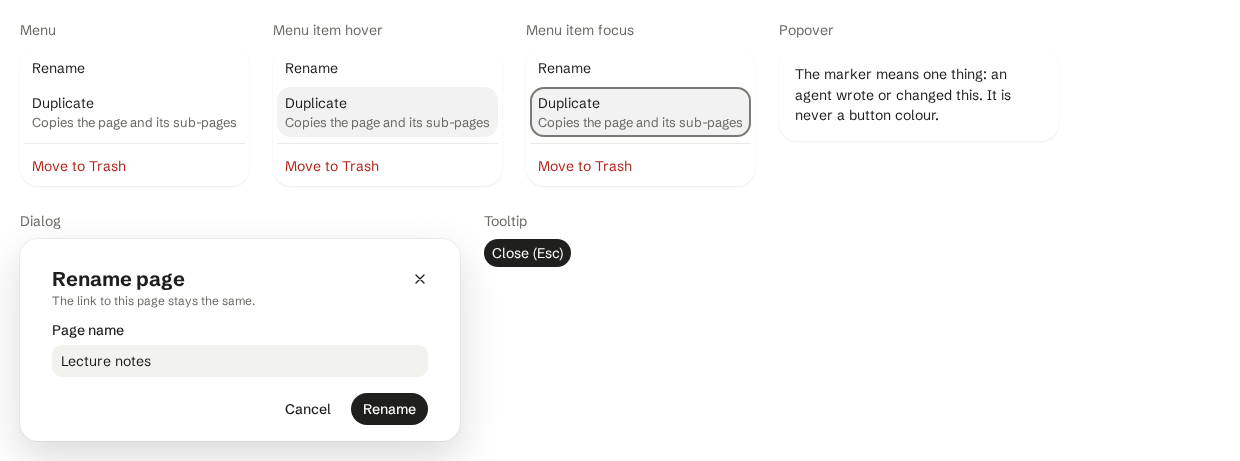 Menu
Rename
Duplicate
Copies the page and its sub-pages
Move to Trash
Menu item hover
Rename
Duplicate
Copies the page and its sub-pages
Move to Trash
Menu item focus
Rename
Duplicate
Copies the page and its sub-pages
Move to Trash
Popover
The marker means one thing: an
agent wrote or changed this. It is
never a button colour.
Dialog
Rename page
The link to this page stays the same.
Page name
Lecture notes
Cancel
Rename
Tooltip
Close (Esc)